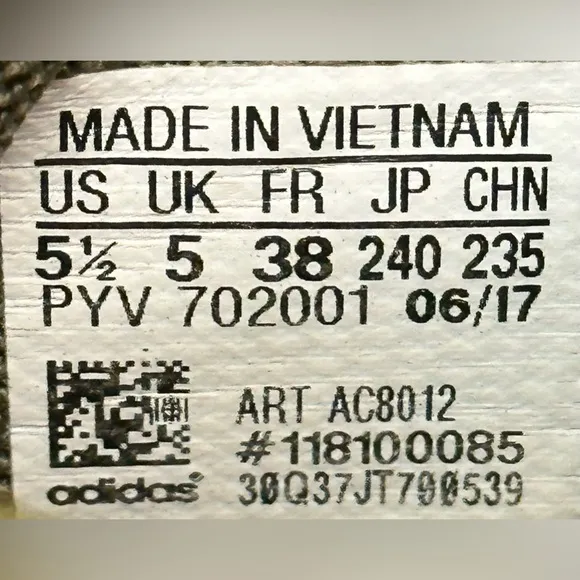 MADE IN VIETNAM
US UK FR JP CHN
5½ 5 38 240 235
PYV 702001 06/17
ART AC8012
#118100085
adidas 30Q37JT700539